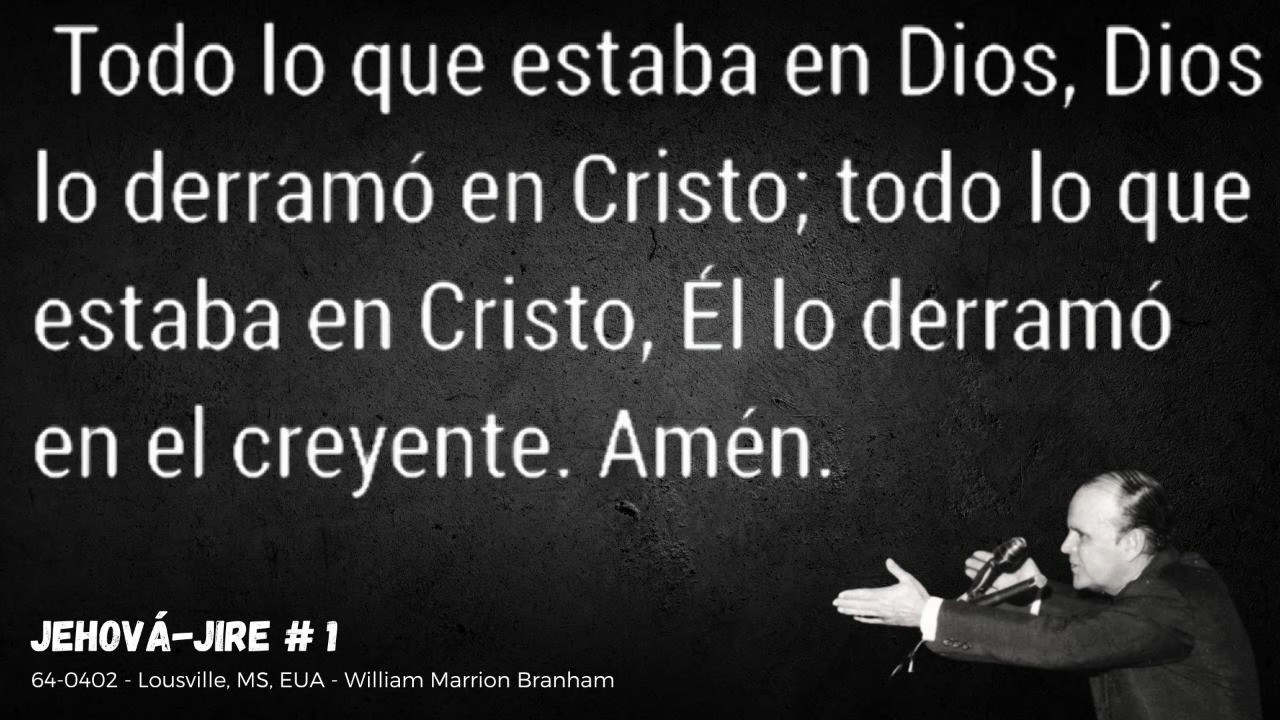 Todo lo que estaba en Dios, Dios
lo derramó en Cristo; todo lo que
estaba en Cristo, Él lo derramó
en el creyente. Amén.
JEHOVÁ-JIRE # 1
64-0402 - Lousville, MS, EUA - William Marrion Branham